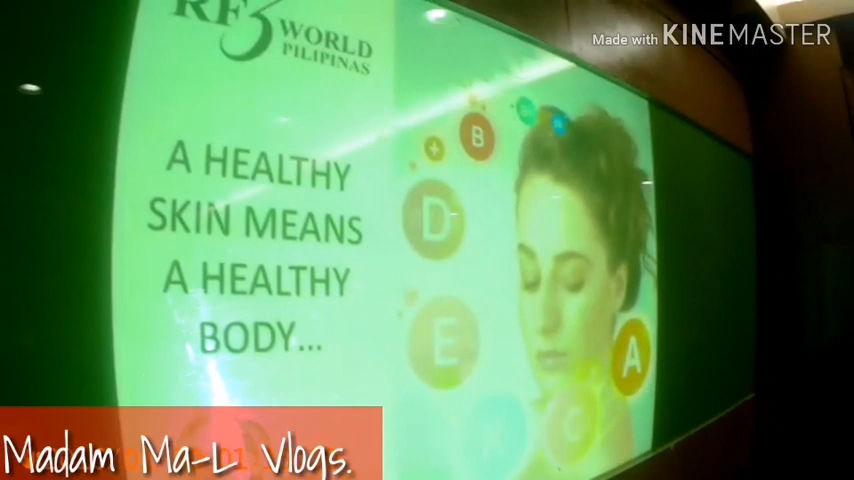 Made with KINEMASTER
RF3 WORLD
PILIPINAS
A HEALTHY
SKIN MEANS
A HEALTHY
BODY...
B
D
E
A
C
Madam Ma-L Vlogs.